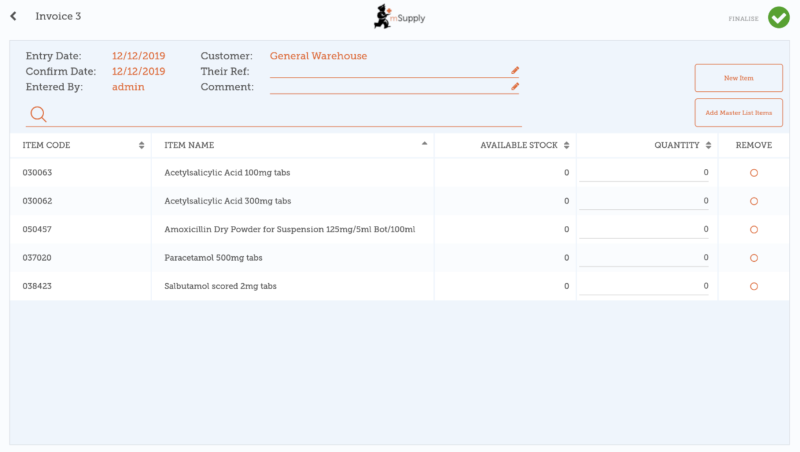 Invoice 3
mSupply
FINALISE
Entry Date: 12/12/2019 Customer: General Warehouse
Confirm Date: 12/12/2019 Their Ref:
Entered By: admin Comment:
New Item
Add Master List Items
ITEM CODE ITEM NAME AVAILABLE STOCK QUANTITY REMOVE
030063 Acetylsalicylic Acid 100mg tabs 0 0
030062 Acetylsalicylic Acid 300mg tabs 0 0
050457 Amoxicillin Dry Powder for Suspension 125mg/5ml Bot/100ml 0 0
037020 Paracetamol 500mg tabs 0 0
038423 Salbutamol scored 2mg tabs 0 0